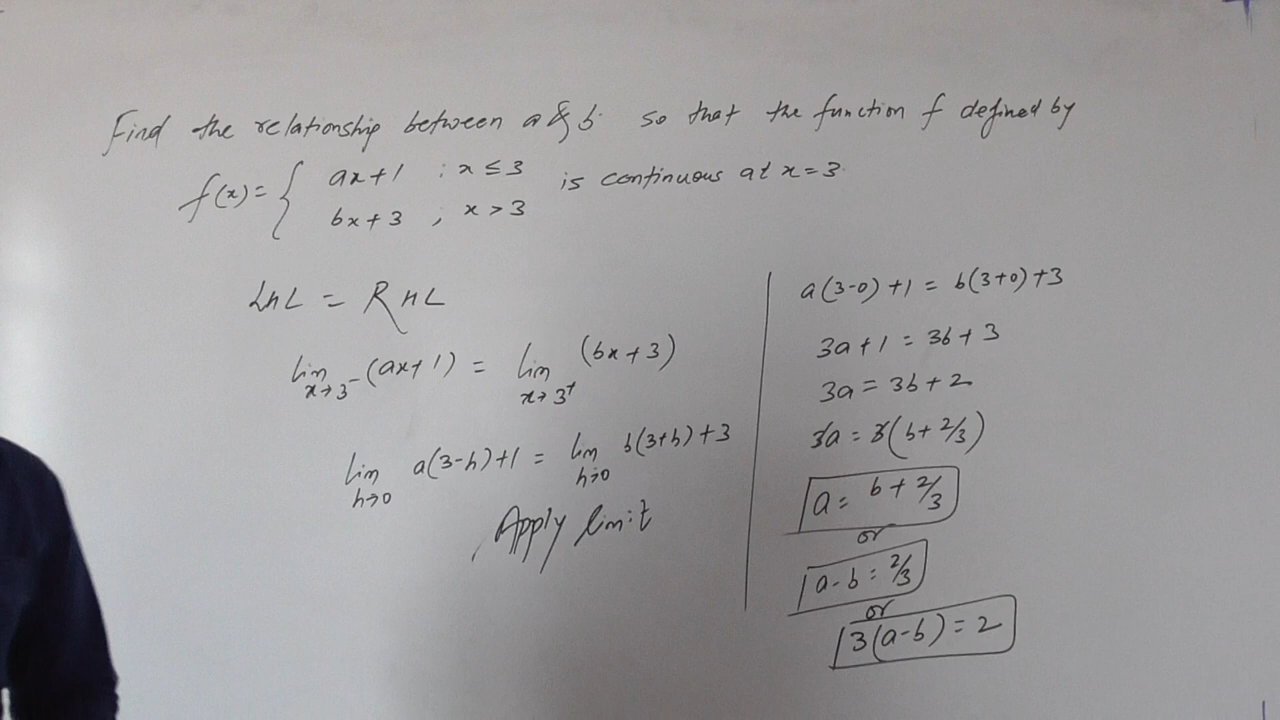 Find the relationship between a & b so that the function f defined by
f(x) = { ax+1 ; x ≤ 3
bx+3 , x > 3
is continuous at x = 3.
LHL = RHL
lim x→3⁻ (ax+1) = lim x→3⁺ (bx+3)
lim h→0 a(3-h)+1 = lim h→0 b(3+h)+3
Apply limit
a(3-0)+1 = b(3+0)+3
3a+1 = 3b+3
3a = 3b+2
3a = 3(b+2/3)
a = b+2/3
or
a-b = 2/3
or
3(a-b) = 2